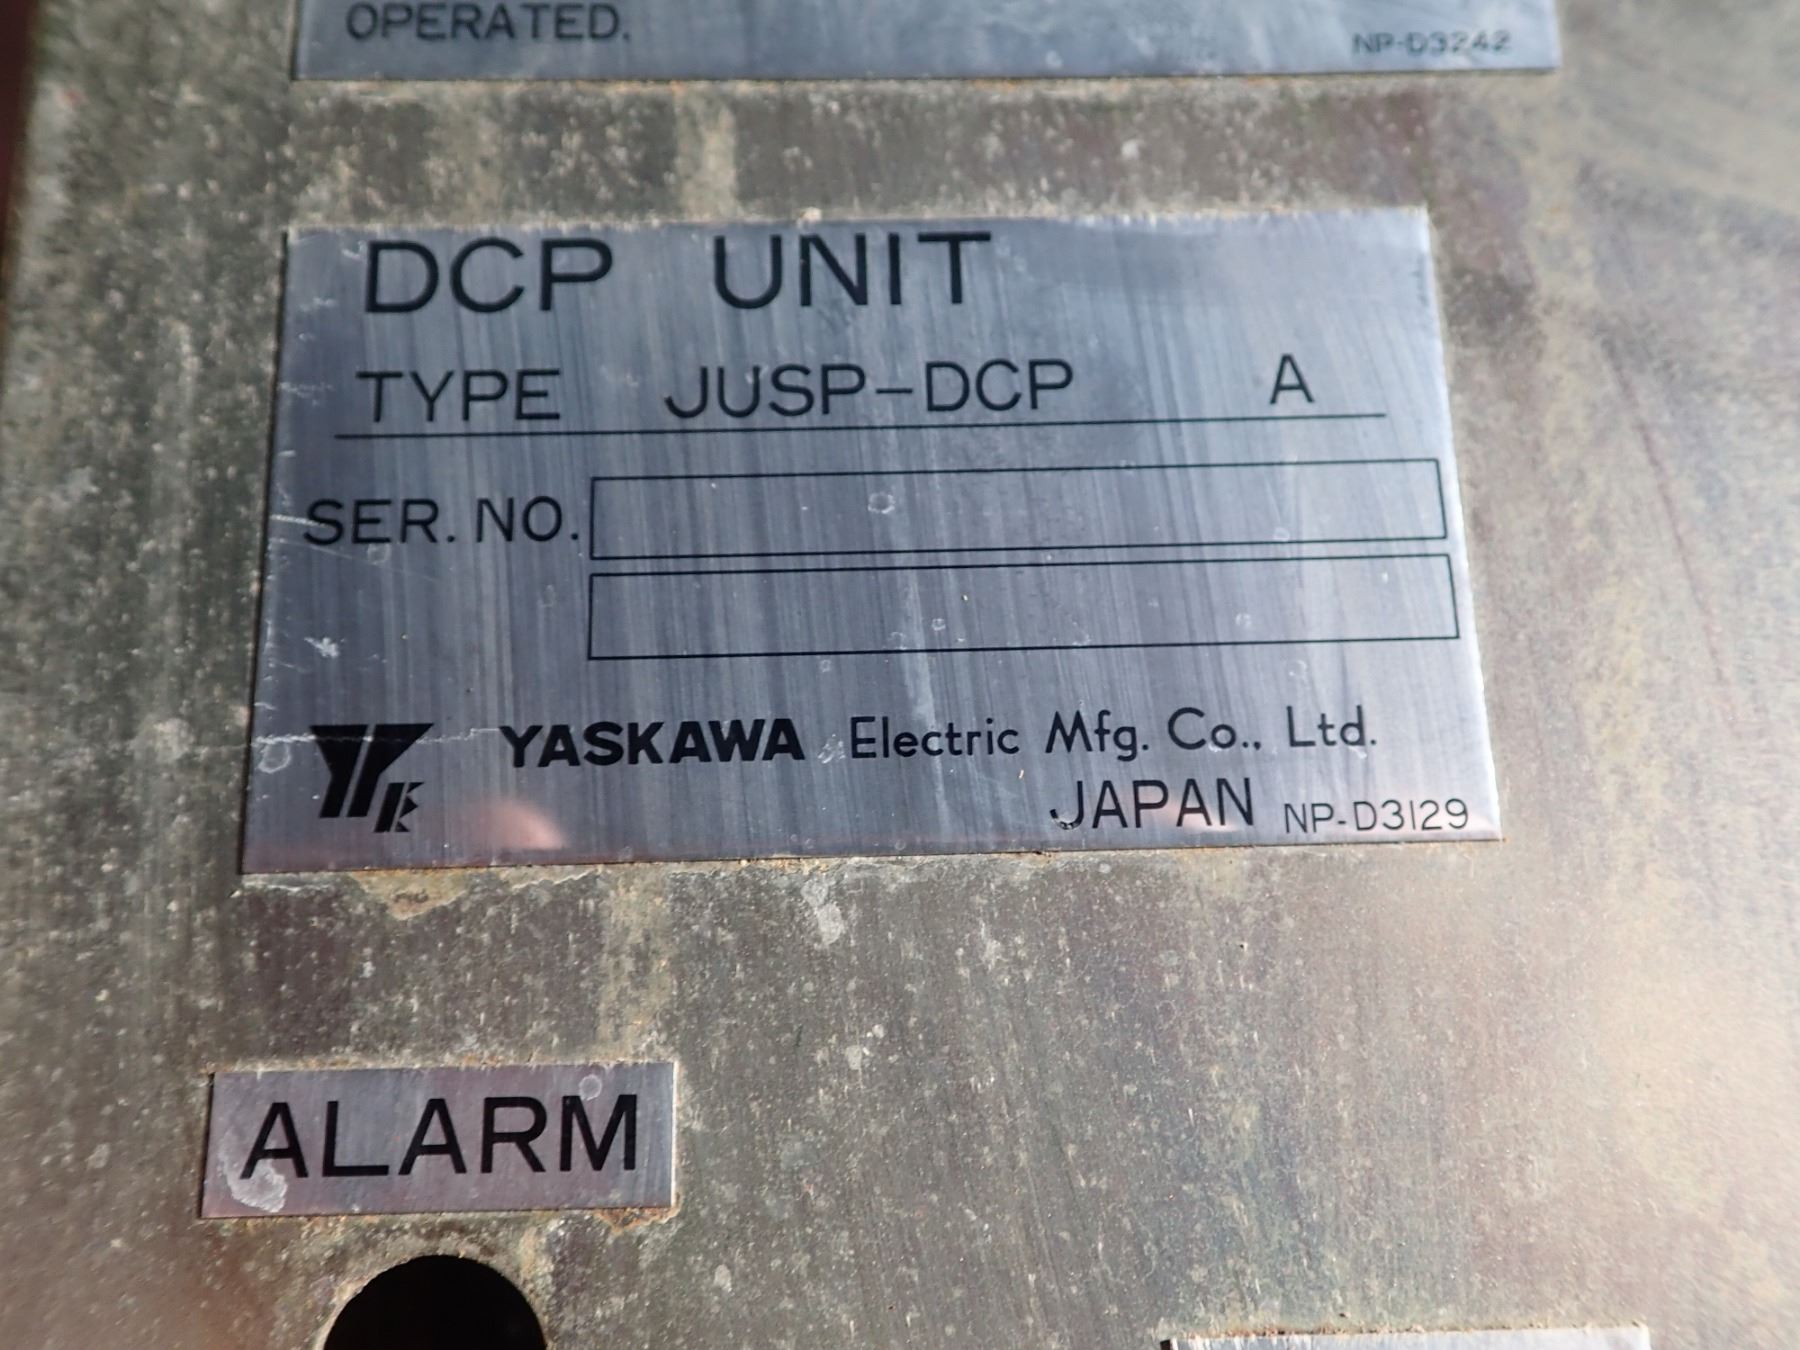 OPERATED.
NP-D3242
DCP UNIT
TYPE JUSP-DCP A
SER. NO.
YK YASKAWA Electric Mfg. Co., Ltd.
JAPAN NP-D3129
ALARM